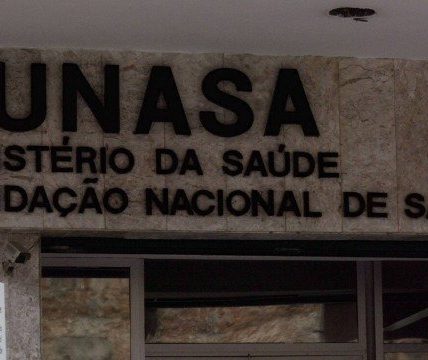 UNASA
STÉRIO DA SAÚDE
DAÇÃO NACIONAL DE S